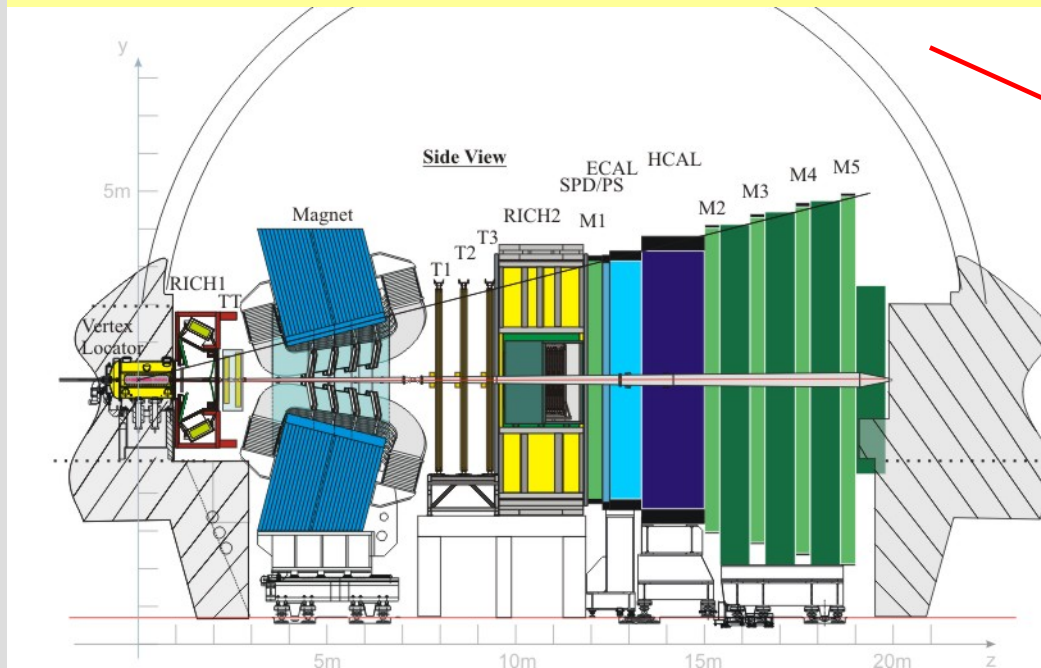 y
5m
Side View
Magnet
RICH1
TT
Vertex
Locator
T1
T2
T3
RICH2
SPD/PS
ECAL
HCAL
M1
M2
M3
M4
M5
5m
10m
15m
20m
z